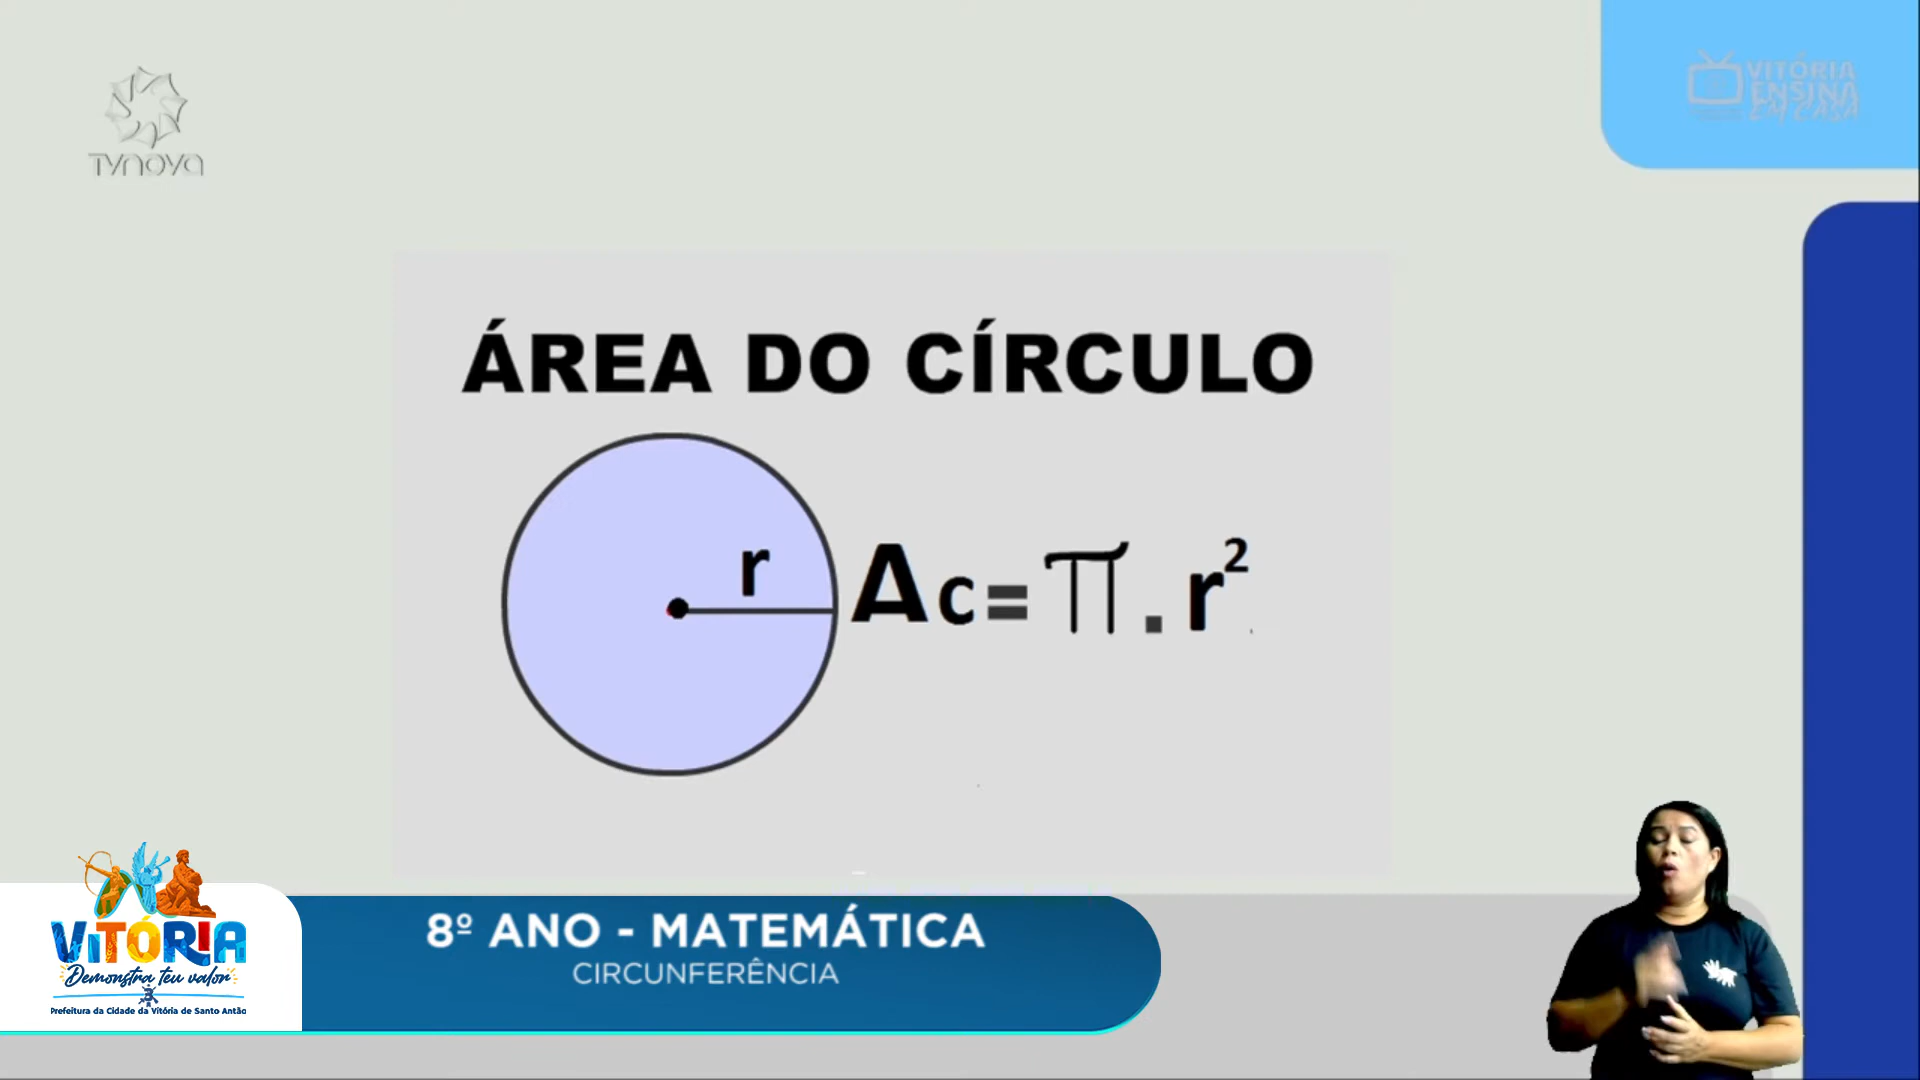 TVNOVA
VITÓRIA
ENSINA
EM CASA
ÁREA DO CÍRCULO
r
Ac=π.r²
8º ANO - MATEMÁTICA
CIRCUNFERÊNCIA
VITÓRIA
Demonstra teu valor
Prefeitura da Cidade da Vitória de Santo Antão